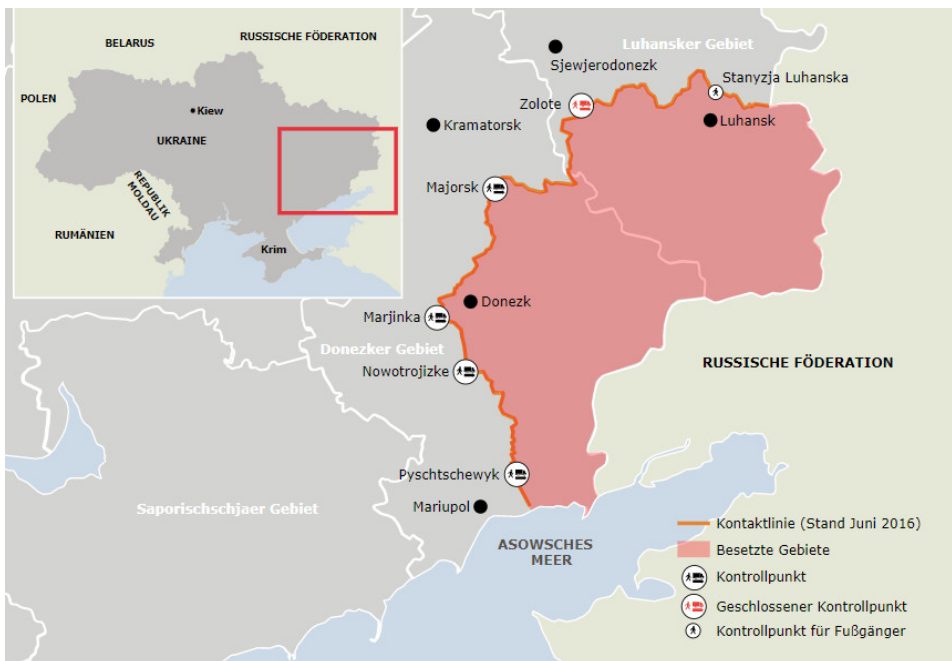 BELARUS
RUSSISCHE FÖDERATION
POLEN
Kiew
UKRAINE
REPUBLIK
MOLDAU
RUMÄNIEN
Krim
Luhansker Gebiet
Sjewjerodonezk
Stanyzja Luhanska
Zolote
Kramatorsk
Luhansk
Majorsk
Donezk
Marjinka
Donezker Gebiet
Nowotrojizke
RUSSISCHE FÖDERATION
Pyschtschewyk
Mariupol
Saporischschjaer Gebiet
ASOWSCHES
MEER
Kontaktlinie (Stand Juni 2016)
Besetzte Gebiete
Kontrollpunkt
Geschlossener Kontrollpunkt
Kontrollpunkt für Fußgänger